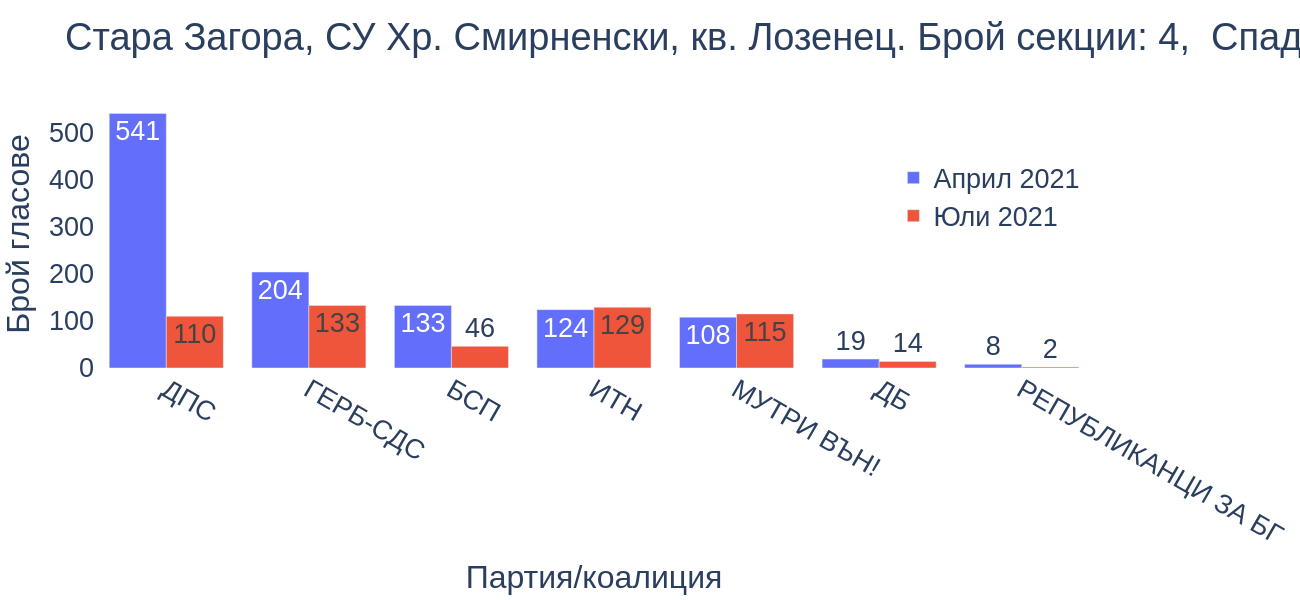 Стара Загора, СУ Хр. Смирненски, кв. Лозенец. Брой секции: 4, Спад
Брой гласове
500
400
300
200
100
0
541
110
204
133
133
46
124
129
108
115
19
14
8
2
Април 2021
Юли 2021
ДПС
ГЕРБ-СДС
БСП
ИТН
МУТРИ ВЪН!
ДБ
РЕПУБЛИКАНЦИ ЗА БГ
Партия/коалиция